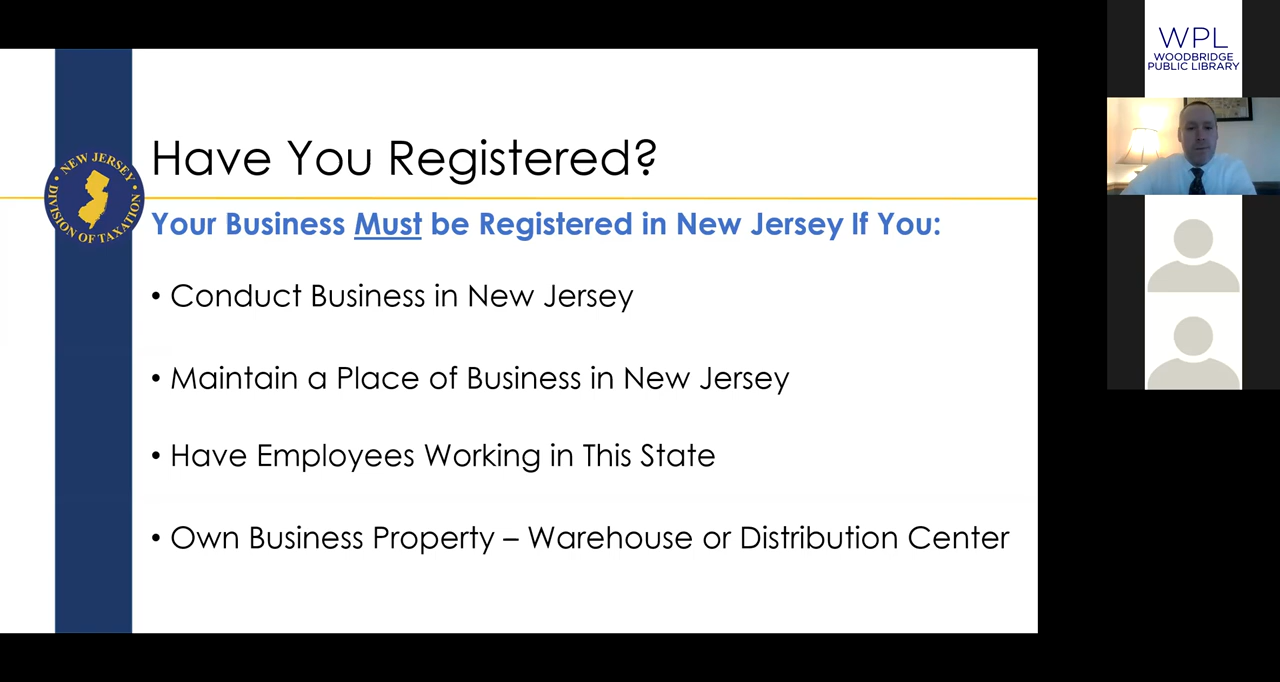 Have You Registered?
Your Business Must be Registered in New Jersey If You:
• Conduct Business in New Jersey
• Maintain a Place of Business in New Jersey
• Have Employees Working in This State
• Own Business Property – Warehouse or Distribution Center
• NEW JERSEY •
DIVISION OF TAXATION
WPL
WOODBRIDGE
PUBLIC LIBRARY